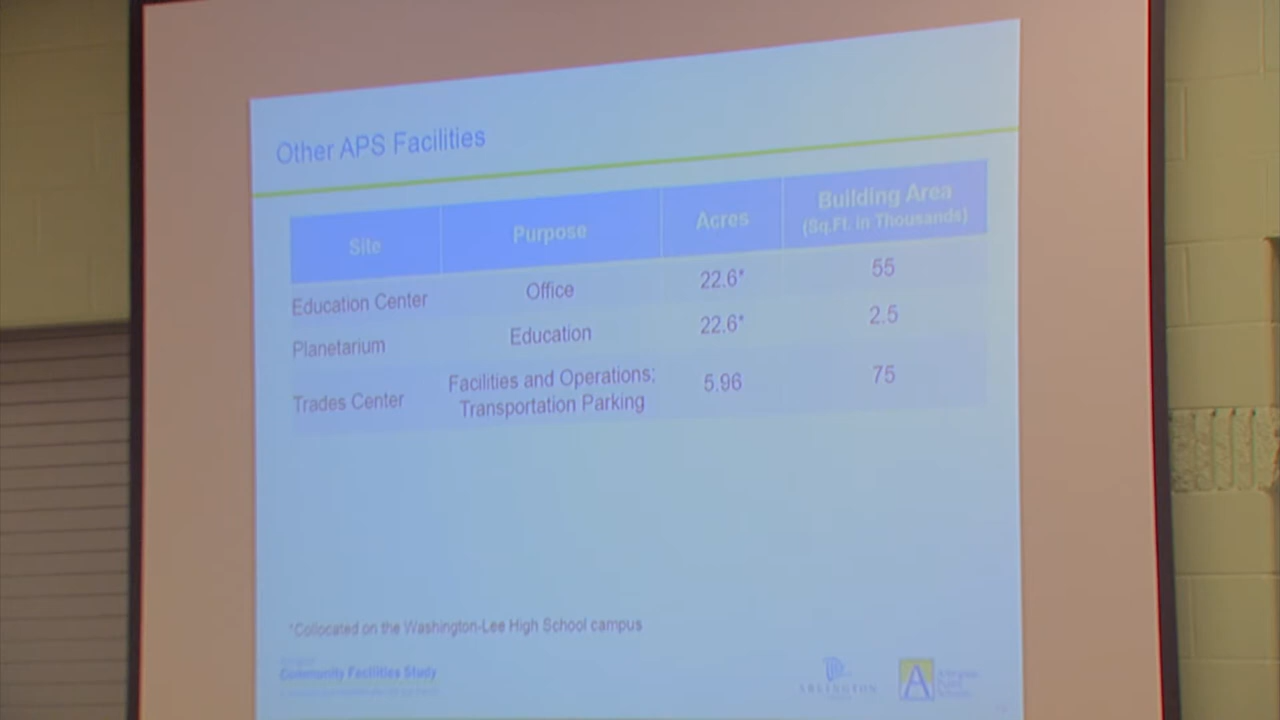 Other APS Facilities
Site Purpose Acres Building Area
(Sq.Ft. in Thousands)
Education Center Office 22.6* 55
Planetarium Education 22.6* 2.5
Trades Center Facilities and Operations; Transportation Parking 5.96 75
*Collocated on the Washington-Lee High School campus
Community Facilities Study
ARLINGTON
A